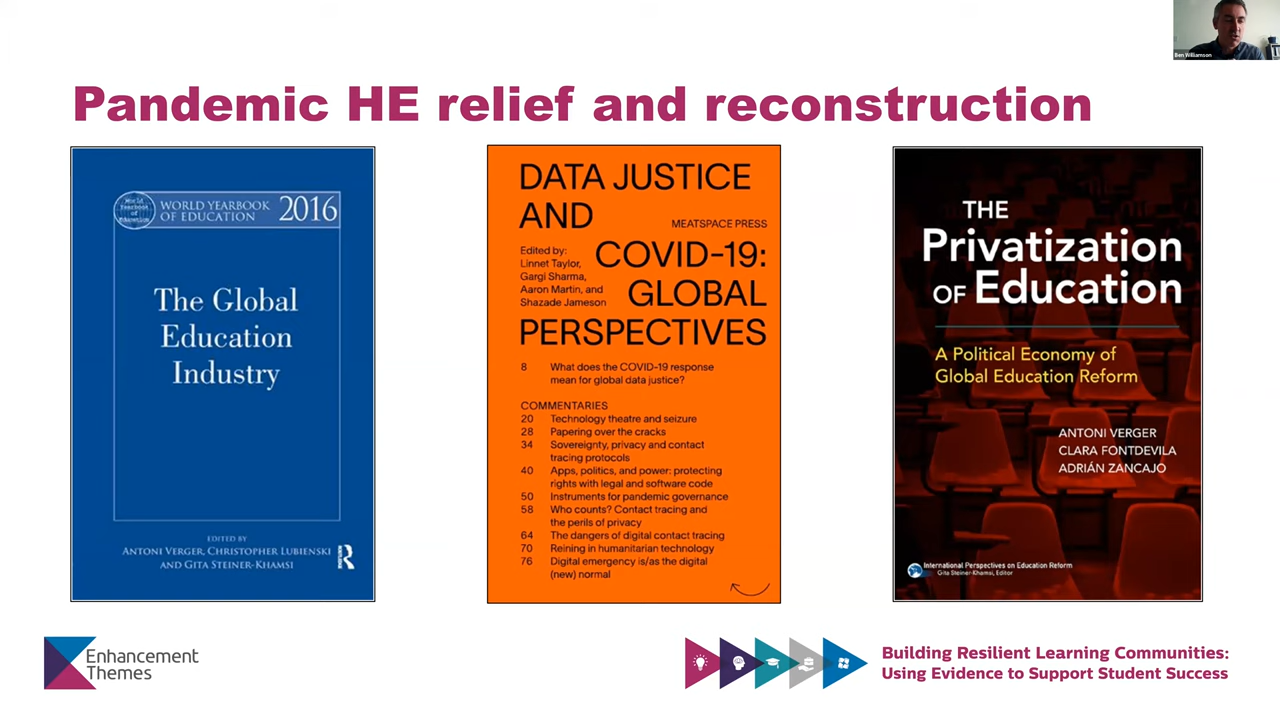 Ben Williamson
Pandemic HE relief and reconstruction
WORLD YEARBOOK
OF EDUCATION 2016
World
Yearbook of
Education
The Global
Education
Industry
EDITED BY
ANTONI VERGER, CHRISTOPHER LUBIENSKI
AND GITA STEINER-KHAMSI
R
DATA JUSTICE
AND
MEATSPACE PRESS
Edited by:
Linnet Taylor,
Gargi Sharma,
Aaron Martin, and
Shazade Jameson
COVID-19:
GLOBAL
PERSPECTIVES
8 What does the COVID-19 response
mean for global data justice?
COMMENTARIES
20 Technology theatre and seizure
28 Papering over the cracks
34 Sovereignty, privacy and contact
tracing protocols
40 Apps, politics, and power: protecting
rights with legal and software code
50 Instruments for pandemic governance
58 Who counts? Contact tracing and
the perils of privacy
64 The dangers of digital contact tracing
70 Reining in humanitarian technology
76 Digital emergency is/as the digital
(new) normal
THE
Privatization
OF Education
A Political Economy of
Global Education Reform
ANTONI VERGER
CLARA FONTDEVILA
ADRIÁN ZANCAJO
International Perspectives on Education Reform
Gita Steiner-Khamsi, Editor
Enhancement
Themes
Building Resilient Learning Communities:
Using Evidence to Support Student Success